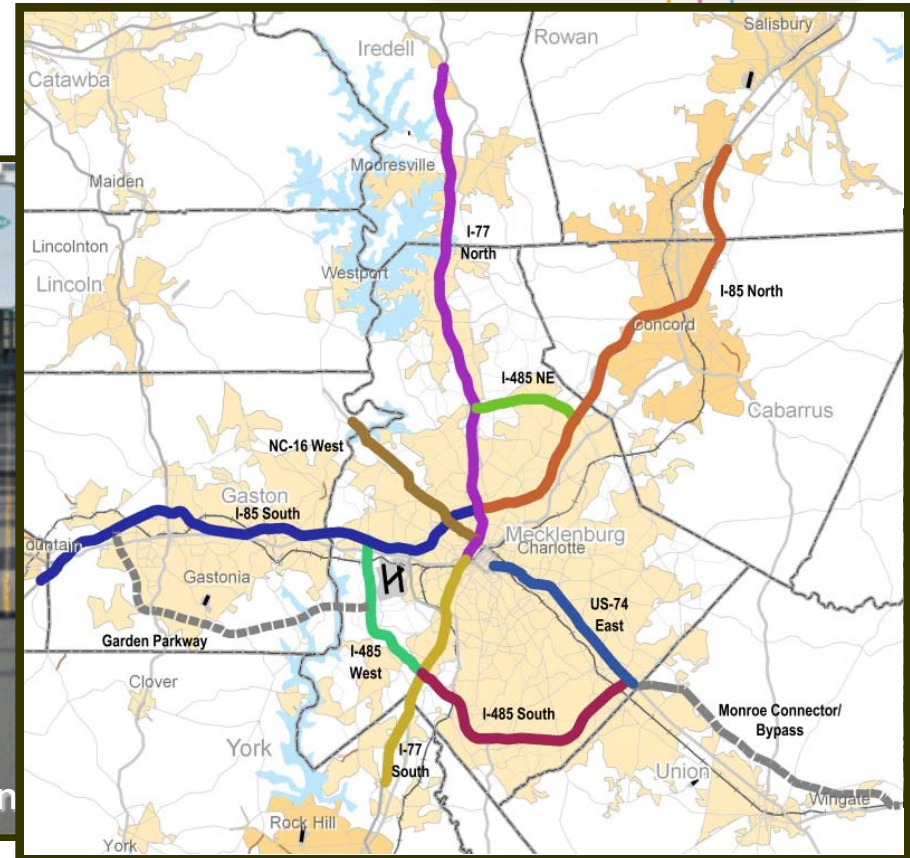 Salisbury
Iredell
Rowan
Catawba
Mooresville
Maiden
I-77
North
Lincolnton
Lincoln
Westport
I-85 North
Concord
I-485 NE
Cabarrus
NC-16 West
Gaston
I-85 South
Mecklenburg
Charlotte
ountain
Gastonia
US-74
East
Garden Parkway
I-485
West
Clover
I-485 South
Monroe Connector/
Bypass
York
I-77
South
Union
Wingate
Rock Hill
York
n